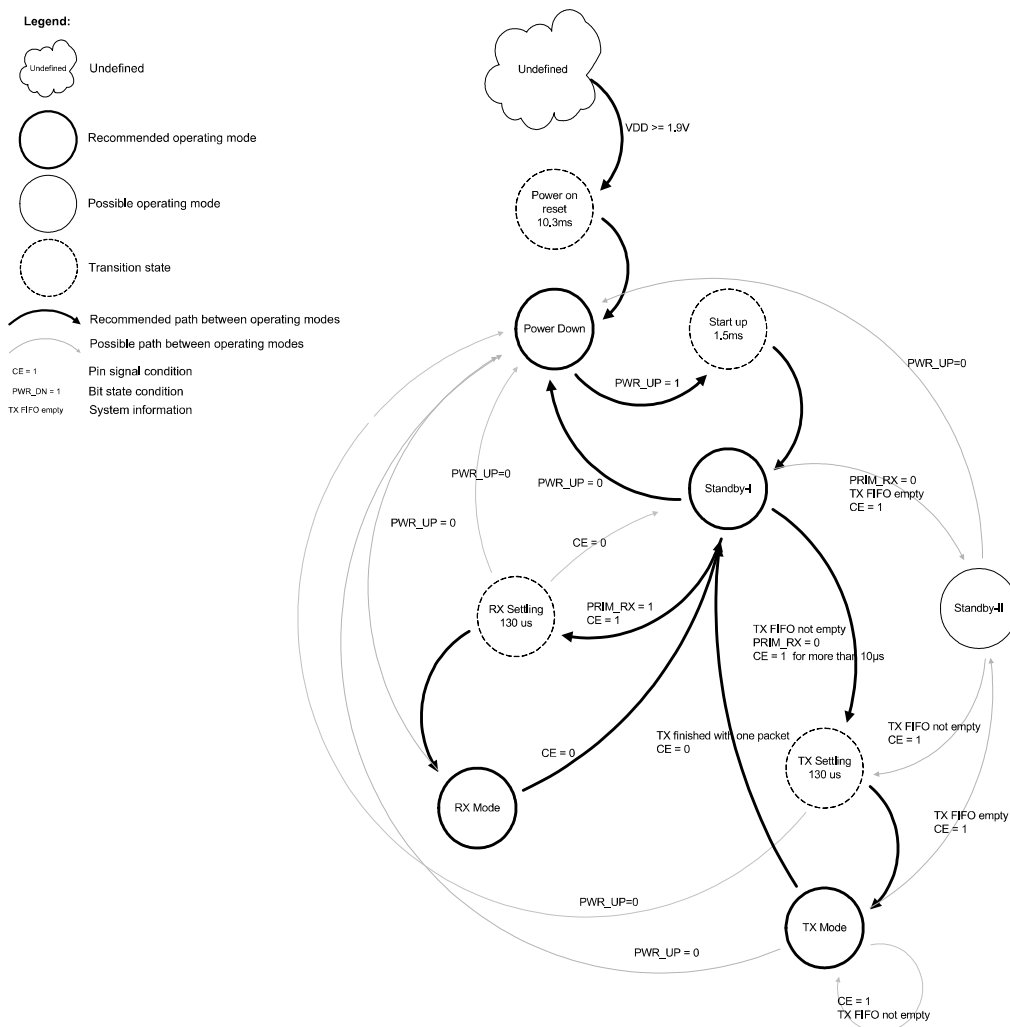 Legend:
Undefined
Undefined
Recommended operating mode
Possible operating mode
Transition state
Recommended path between operating modes
Possible path between operating modes
CE = 1
Pin signal condition
PWR_DN = 1
Bit state condition
TX FIFO empty
System information
Undefined
VDD >= 1.9V
Power on
reset
10.3ms
Power Down
Start up
1.5ms
PWR_UP=0
PWR_UP = 1
PWR_UP=0
PWR_UP = 0
Standby-I
PRIM_RX = 0
TX FIFO empty
CE = 1
PWR_UP = 0
CE = 0
RX Settling
130 us
PRIM_RX = 1
CE = 1
Standby-II
TX FIFO not empty
PRIM_RX = 0
CE = 1 for more than 10µs
TX FIFO not empty
CE = 1
TX finished with one packet
CE = 0
CE = 0
TX Settling
130 us
RX Mode
TX FIFO empty
CE = 1
PWR_UP=0
TX Mode
PWR_UP = 0
CE = 1
TX FIFO not empty